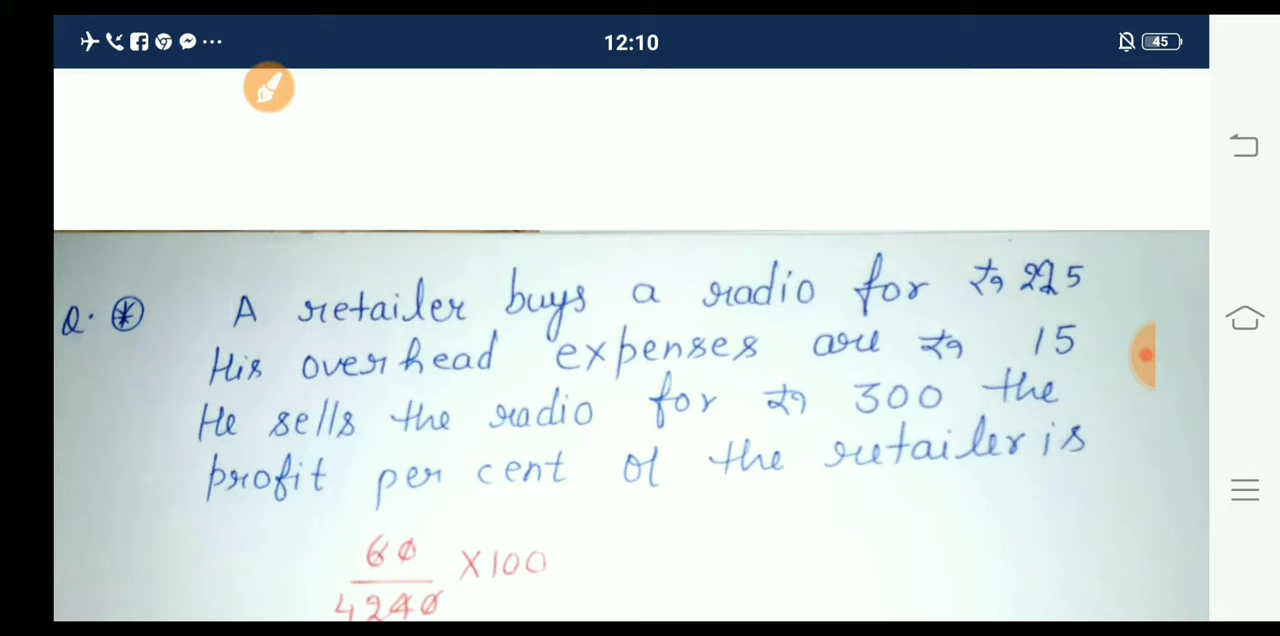 12:10
45
Q. * A retailer buys a radio for रु 225
His overhead expenses are रु 15
He sells the radio for रु 300 the
profit per cent of the retailer is
60 × 100
4240